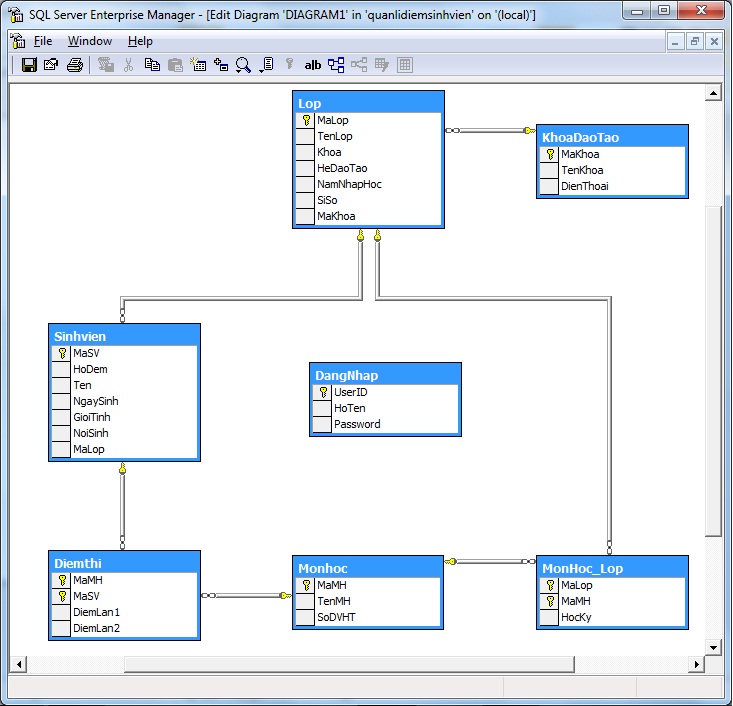 SQL Server Enterprise Manager - [Edit Diagram 'DIAGRAM1' in 'quanlidiemsinhvien' on '(local)']
File Window Help
a|b
Lop
MaLop
TenLop
Khoa
HeDaoTao
NamNhapHoc
SiSo
MaKhoa
KhoaDaoTao
MaKhoa
TenKhoa
DienThoai
Sinhvien
MaSV
HoDem
Ten
NgaySinh
GioiTinh
NoiSinh
MaLop
DangNhap
UserID
HoTen
Password
Diemthi
MaMH
MaSV
DiemLan1
DiemLan2
Monhoc
MaMH
TenMH
SoDVHT
MonHoc_Lop
MaLop
MaMH
HocKy